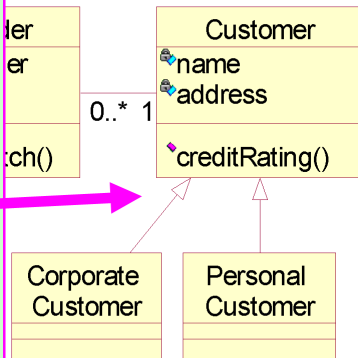 der
er
tch()
0..* 1
Customer
name
address
creditRating()
Corporate
Customer
Personal
Customer